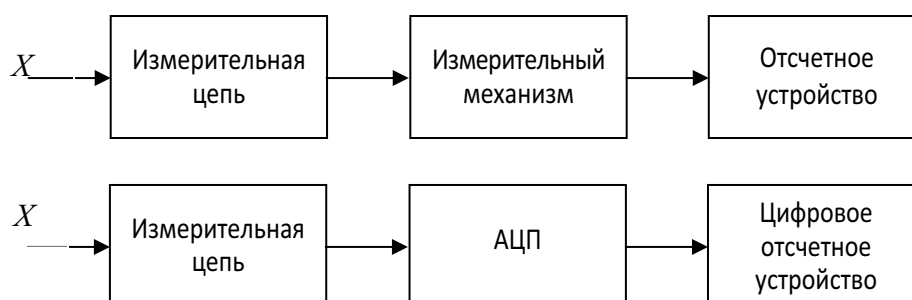 X
Измерительная
цепь
Измерительный
механизм
Отсчетное
устройство
X
Измерительная
цепь
АЦП
Цифровое
отсчетное
устройство